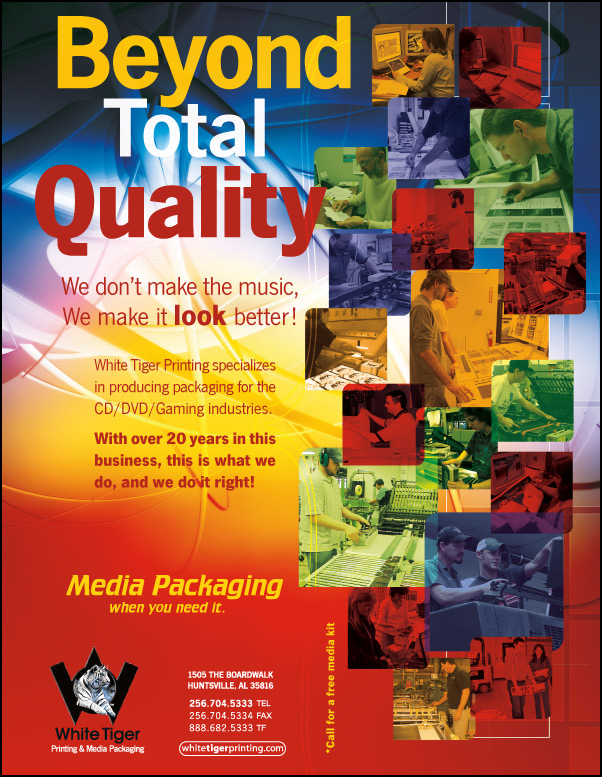 Beyond
Total
Quality
We don't make the music,
We make it look better!
White Tiger Printing specializes
in producing packaging for the
CD/DVD/Gaming industries.
With over 20 years in this
business, this is what we
do, and we do it right!
Media Packaging
when you need it.
*Call for a free media kit
White Tiger
Printing & Media Packaging
1505 THE BOARDWALK
HUNTSVILLE, AL 35816
256.704.5333 TEL
256.704.5334 FAX
888.682.5333 TF
whitetigerprinting.com